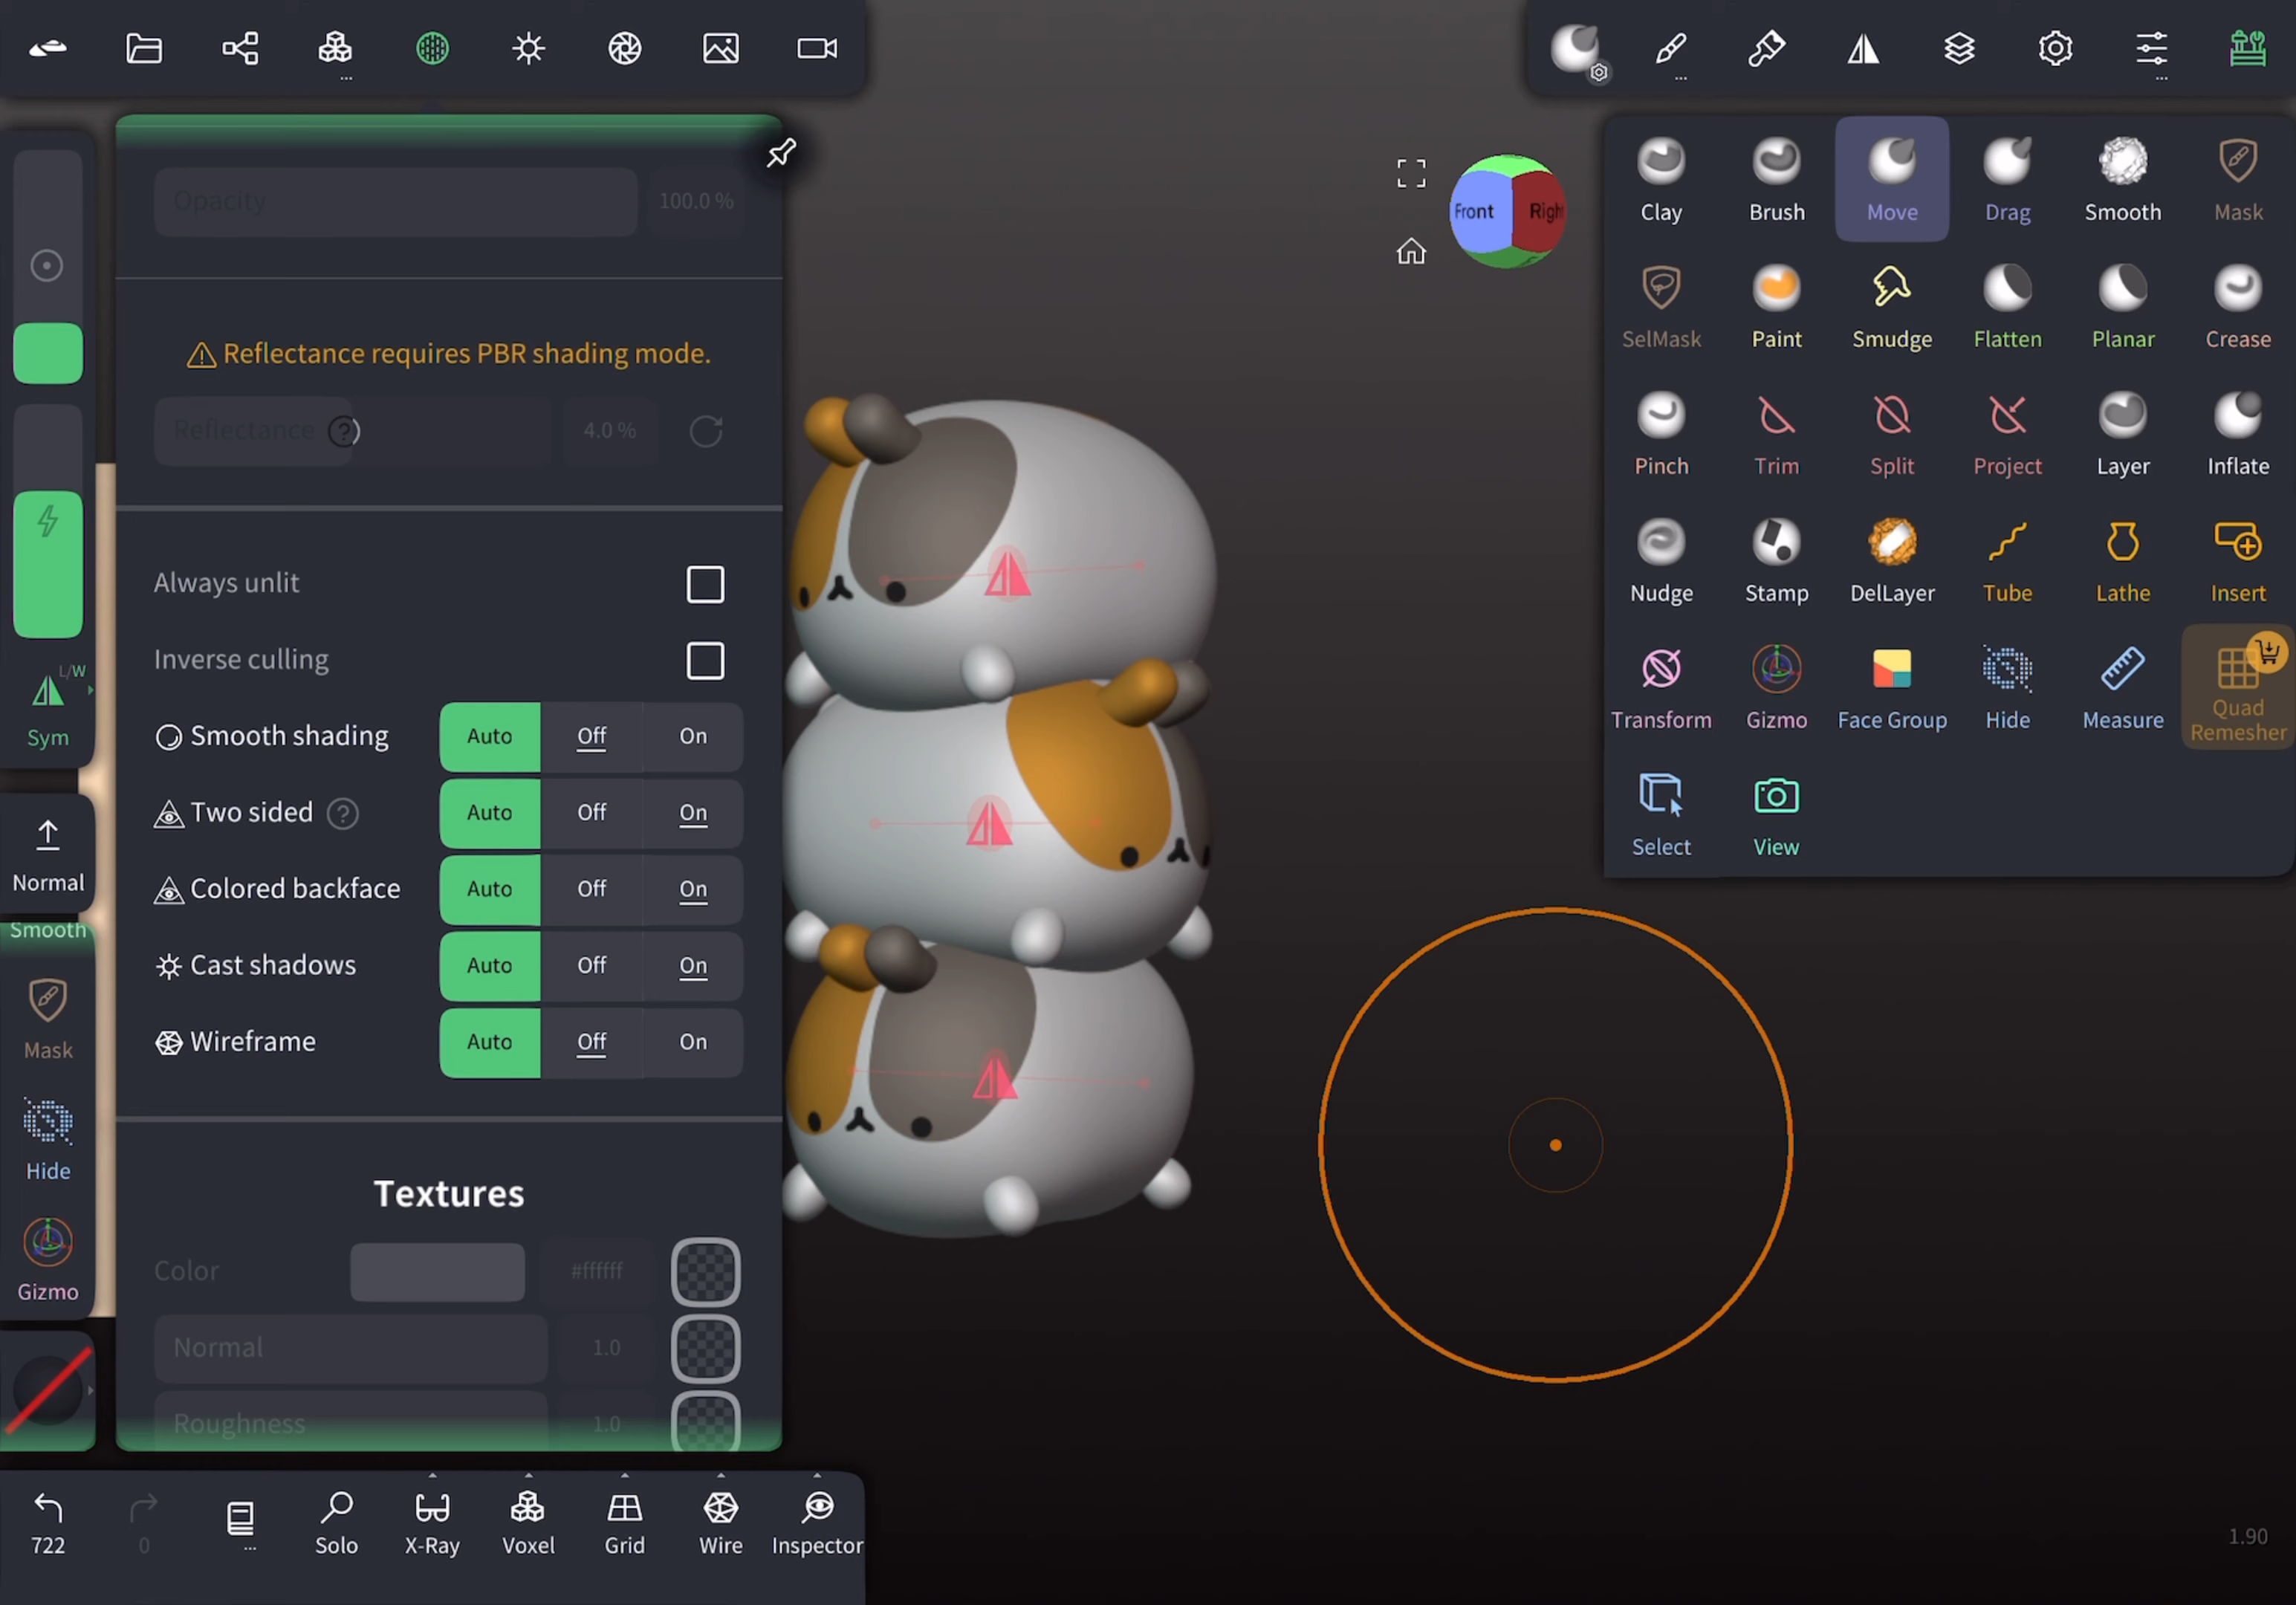 Opacity 100.0 %
Reflectance requires PBR shading mode.
Reflectance ? 4.0 %
Always unlit
Inverse culling
Smooth shading Auto Off On
Two sided ? Auto Off On
Colored backface Auto Off On
Cast shadows Auto Off On
Wireframe Auto Off On
Textures
Color #ffffff
Normal 1.0
Roughness 1.0
L/W
Sym
Normal
Smooth
Mask
Hide
Gizmo
Front Righ
Clay Brush Move Drag Smooth Mask
SelMask Paint Smudge Flatten Planar Crease
Pinch Trim Split Project Layer Inflate
Nudge Stamp DelLayer Tube Lathe Insert
Transform Gizmo Face Group Hide Measure Quad
Remesher
Select View
722 0 ... Solo X-Ray Voxel Grid Wire Inspector
1.90